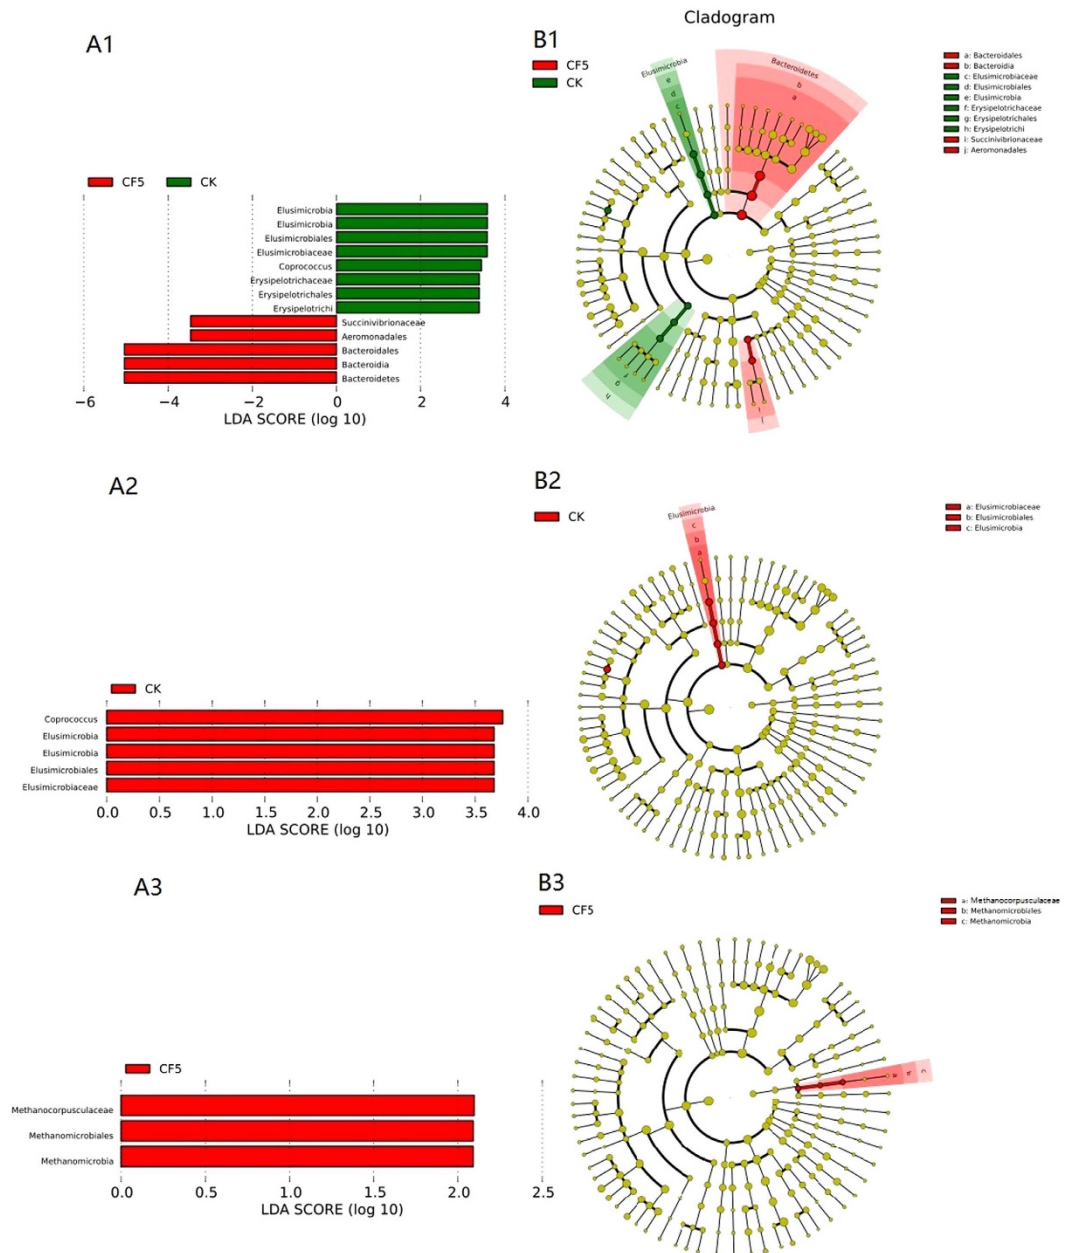 Cladogram
A1
B1
CF5
CK
Elusimicrobia
e
d
c
Bacteroidetes
b
a
a: Bacteroidales
b: Bacteroidia
c: Elusimicrobiaceae
d: Elusimicrobiales
e: Elusimicrobia
f: Erysipelotrichaceae
g: Erysipelotrichales
h: Erysipelotrichi
i: Succinivibrionaceae
j: Aeromonadales
f
g
h
i
j
CF5 CK
Elusimicrobia
Elusimicrobia
Elusimicrobiales
Elusimicrobiaceae
Coprococcus
Erysipelotrichaceae
Erysipelotrichales
Erysipelotrichi
Succinivibrionaceae
Aeromonadales
Bacteroidales
Bacteroidia
Bacteroidetes
−6 −4 −2 0 2 4
LDA SCORE (log 10)
A2
B2
CK
Elusimicrobia
c
b
a
a: Elusimicrobiaceae
b: Elusimicrobiales
c: Elusimicrobia
CK
Coprococcus
Elusimicrobia
Elusimicrobia
Elusimicrobiales
Elusimicrobiaceae
0.0 0.5 1.0 1.5 2.0 2.5 3.0 3.5 4.0
LDA SCORE (log 10)
A3
B3
CF5
a: Methanocorpusculaceae
b: Methanomicrobiales
c: Methanomicrobia
a b c
CF5
Methanocorpusculaceae
Methanomicrobiales
Methanomicrobia
0.0 0.5 1.0 1.5 2.0 2.5
LDA SCORE (log 10)